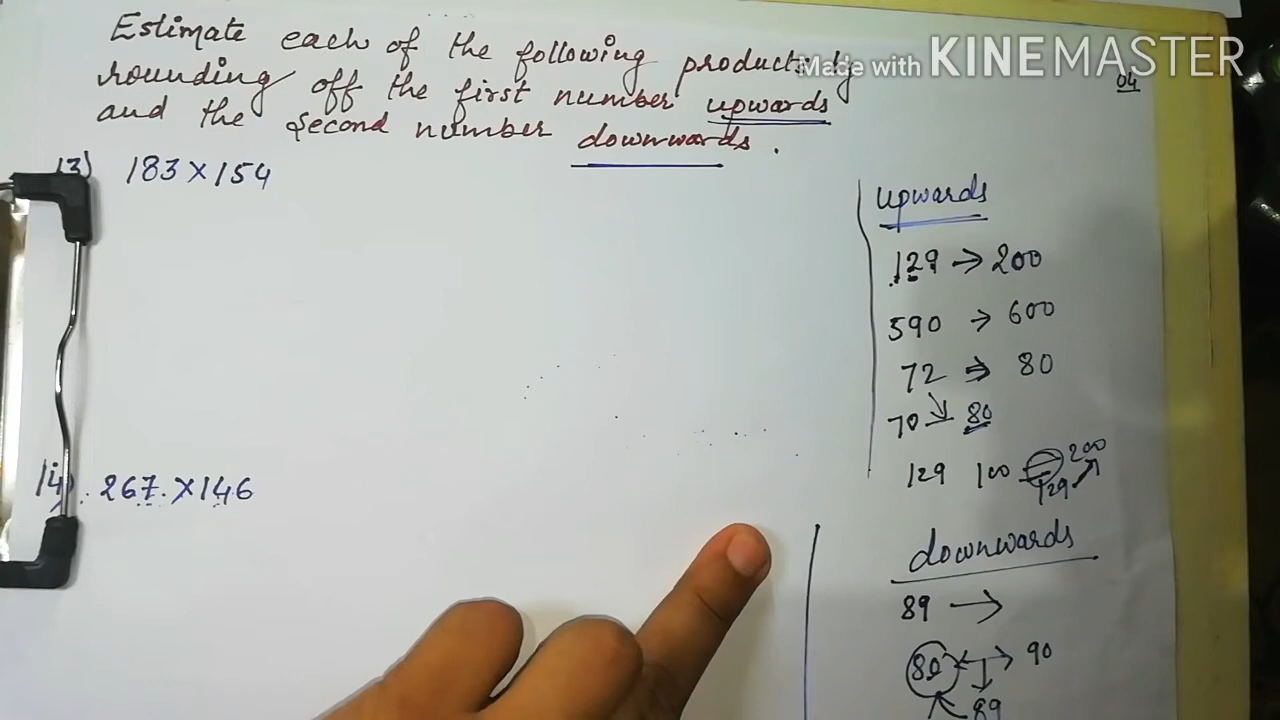 Estimate each of the following products by
rounding off the first number upwards
and the second number downwards.
Made with KINEMASTER
04
13) 183×154
14) 267×146
upwards
129 → 200
590 → 600
72 → 80
70 80
129 100 200
129
downwards
89 →
80 90
89